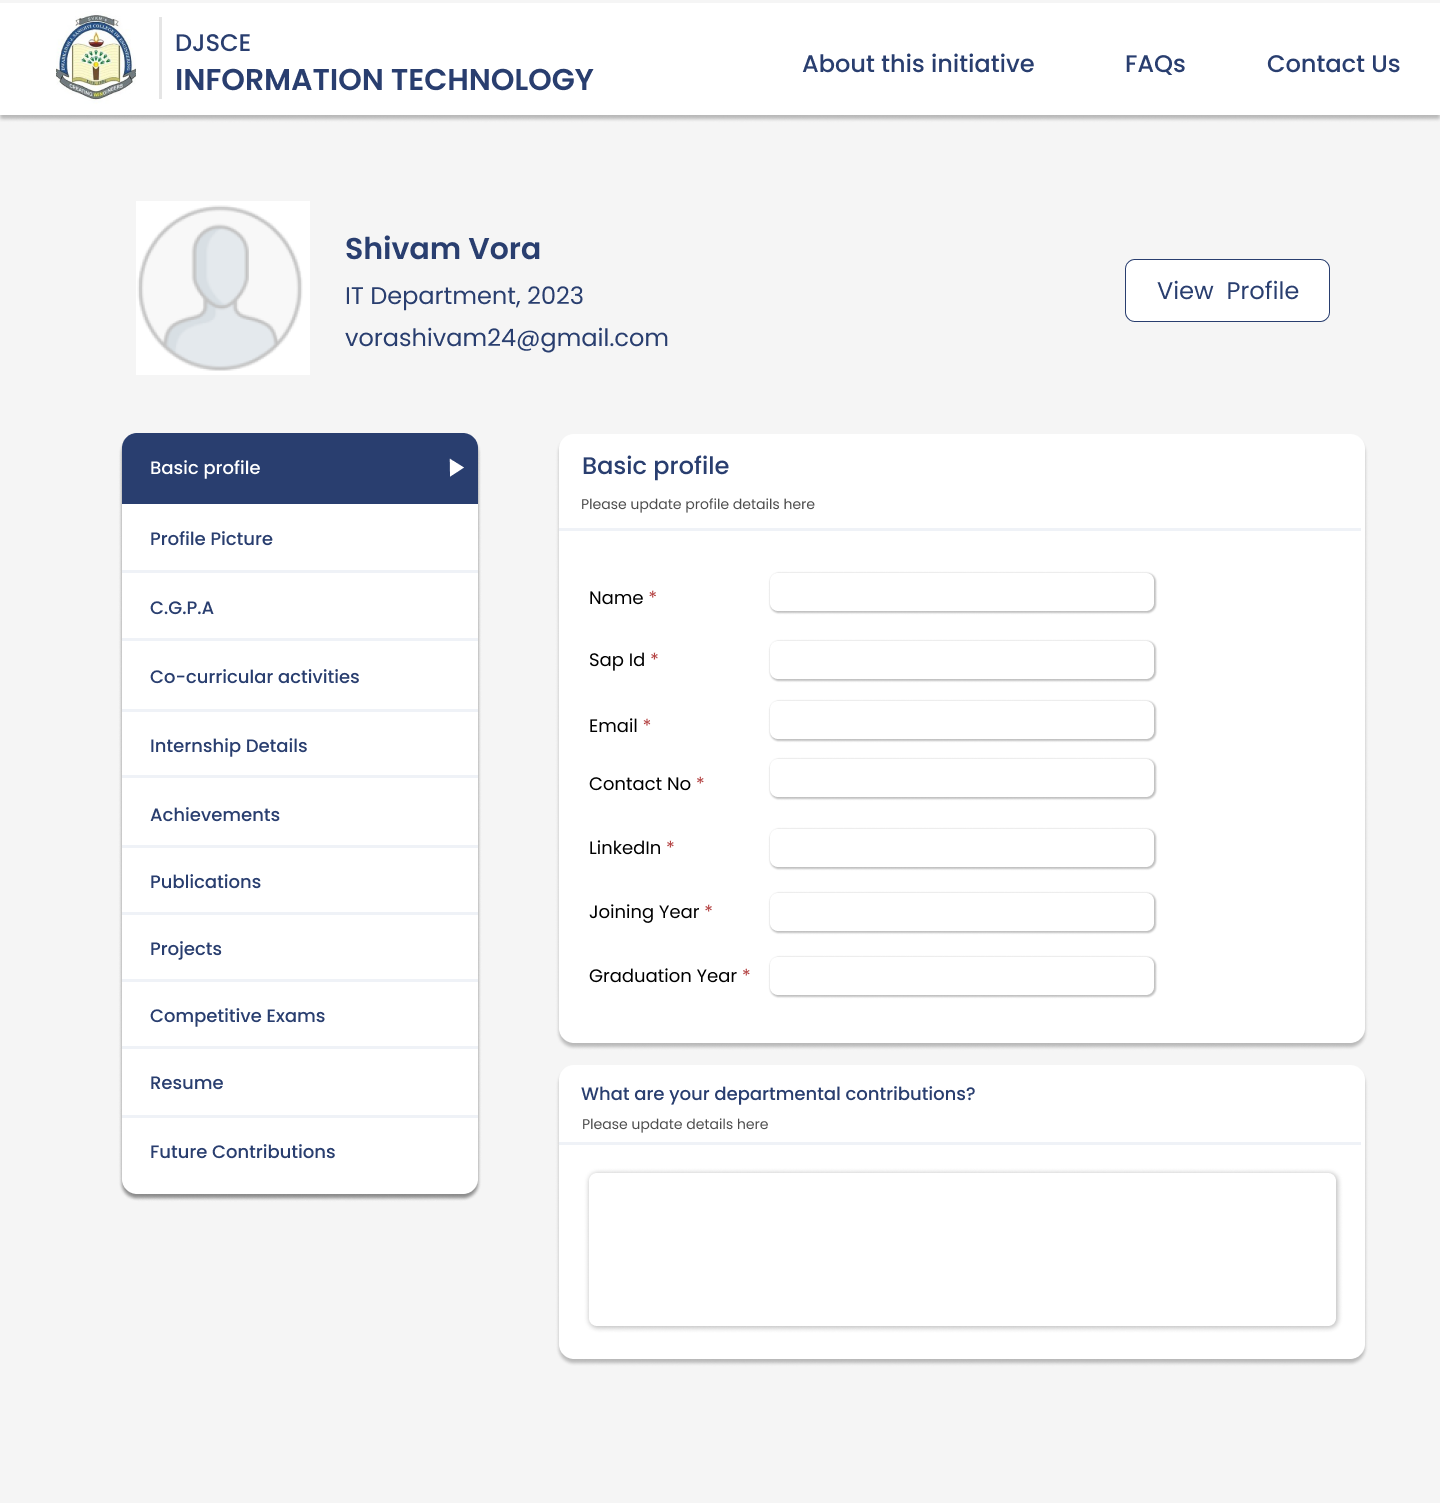 DJSCE
INFORMATION TECHNOLOGY
About this initiative
FAQs
Contact Us
Shivam Vora
IT Department, 2023
vorashivam24@gmail.com
View Profile
Basic profile
Profile Picture
C.G.P.A
Co-curricular activities
Internship Details
Achievements
Publications
Projects
Competitive Exams
Resume
Future Contributions
Basic profile
Please update profile details here
Name *
Sap Id *
Email *
Contact No *
LinkedIn *
Joining Year *
Graduation Year *
What are your departmental contributions?
Please update details here